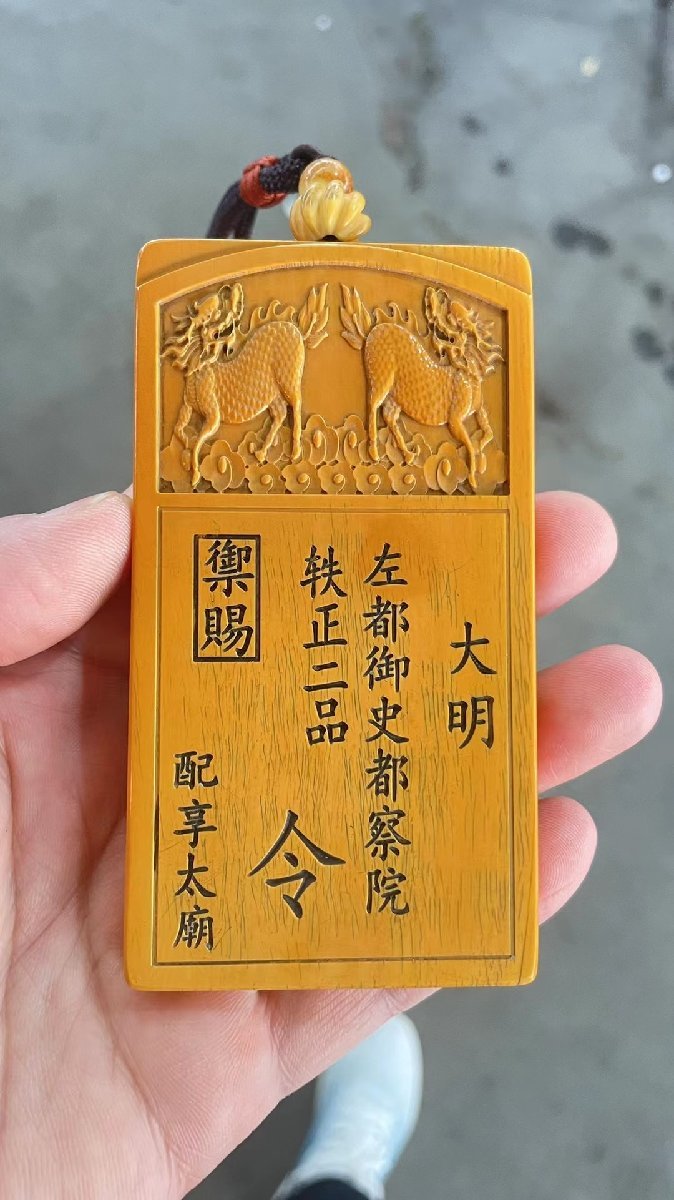 大明
左都御史都察院
轶正二品
令
禦賜
配享太廟